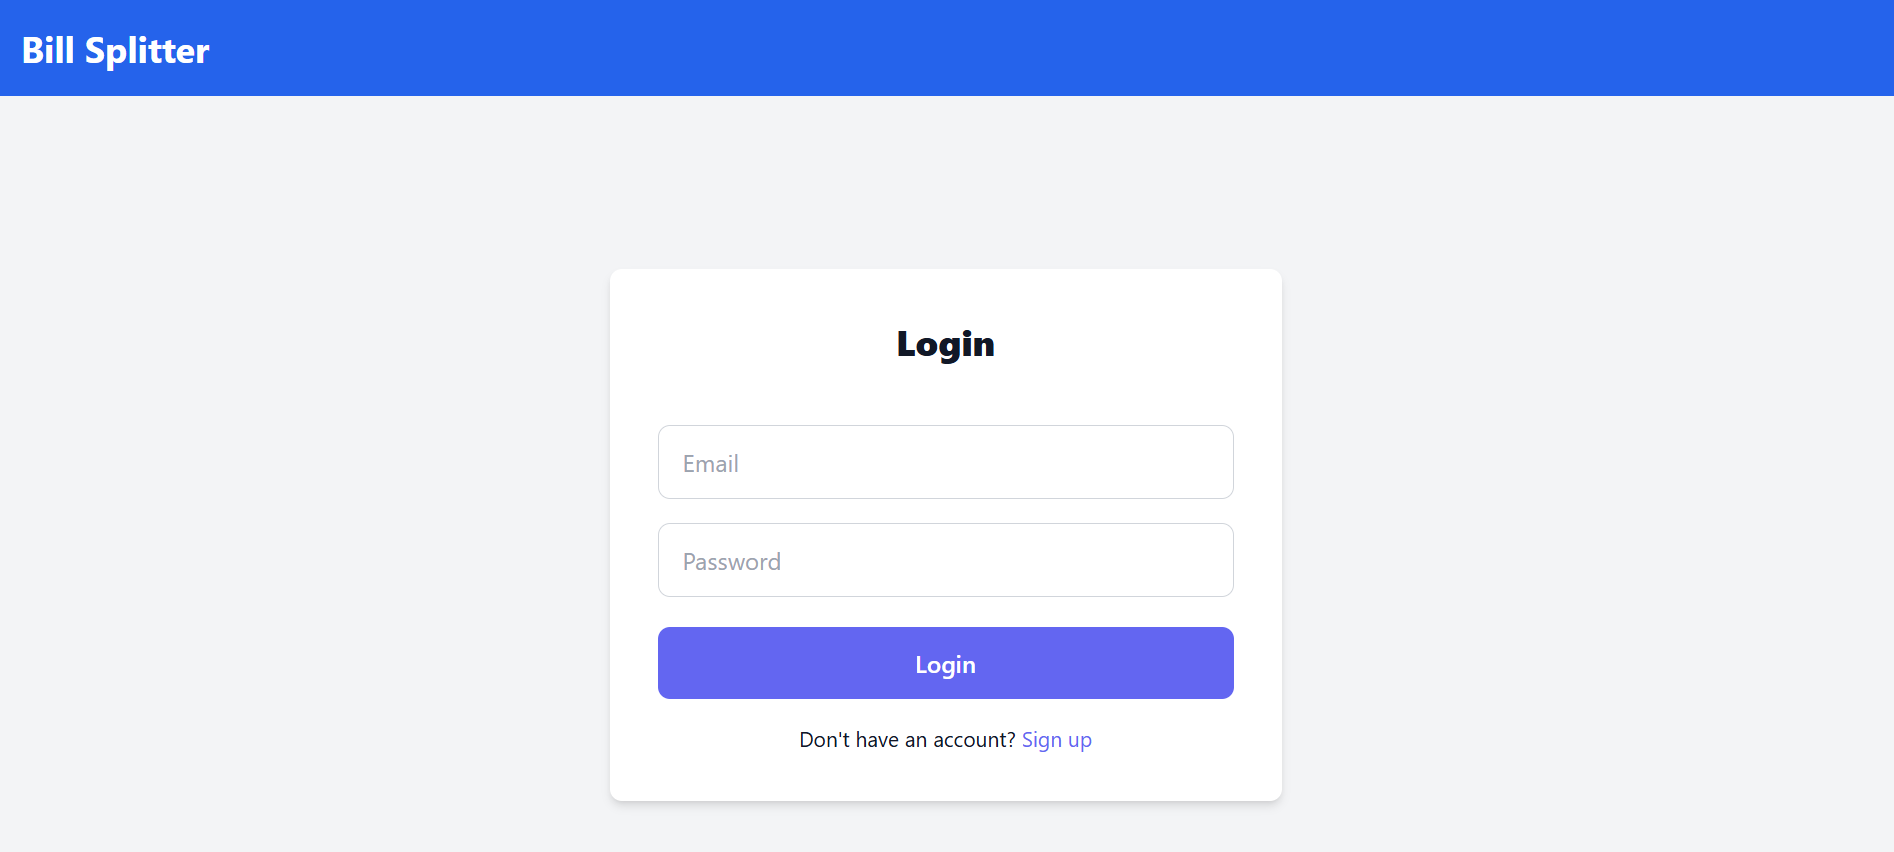 Bill Splitter
Login
Email
Password
Login
Don't have an account? Sign up